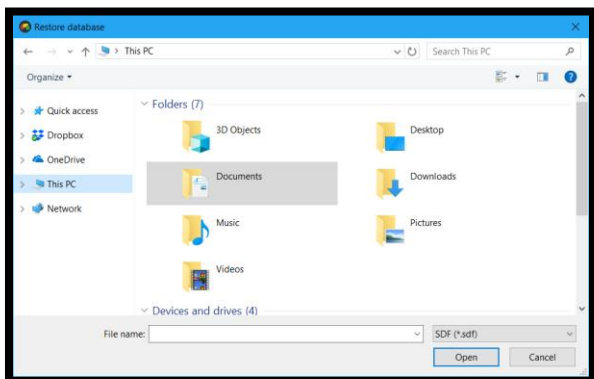 Restore database
This PC
Search This PC
Organize
Quick access
Dropbox
OneDrive
This PC
Network
Folders (7)
3D Objects
Desktop
Documents
Downloads
Music
Pictures
Videos
Devices and drives (4)
File name:
SDF (*.sdf)
Open
Cancel